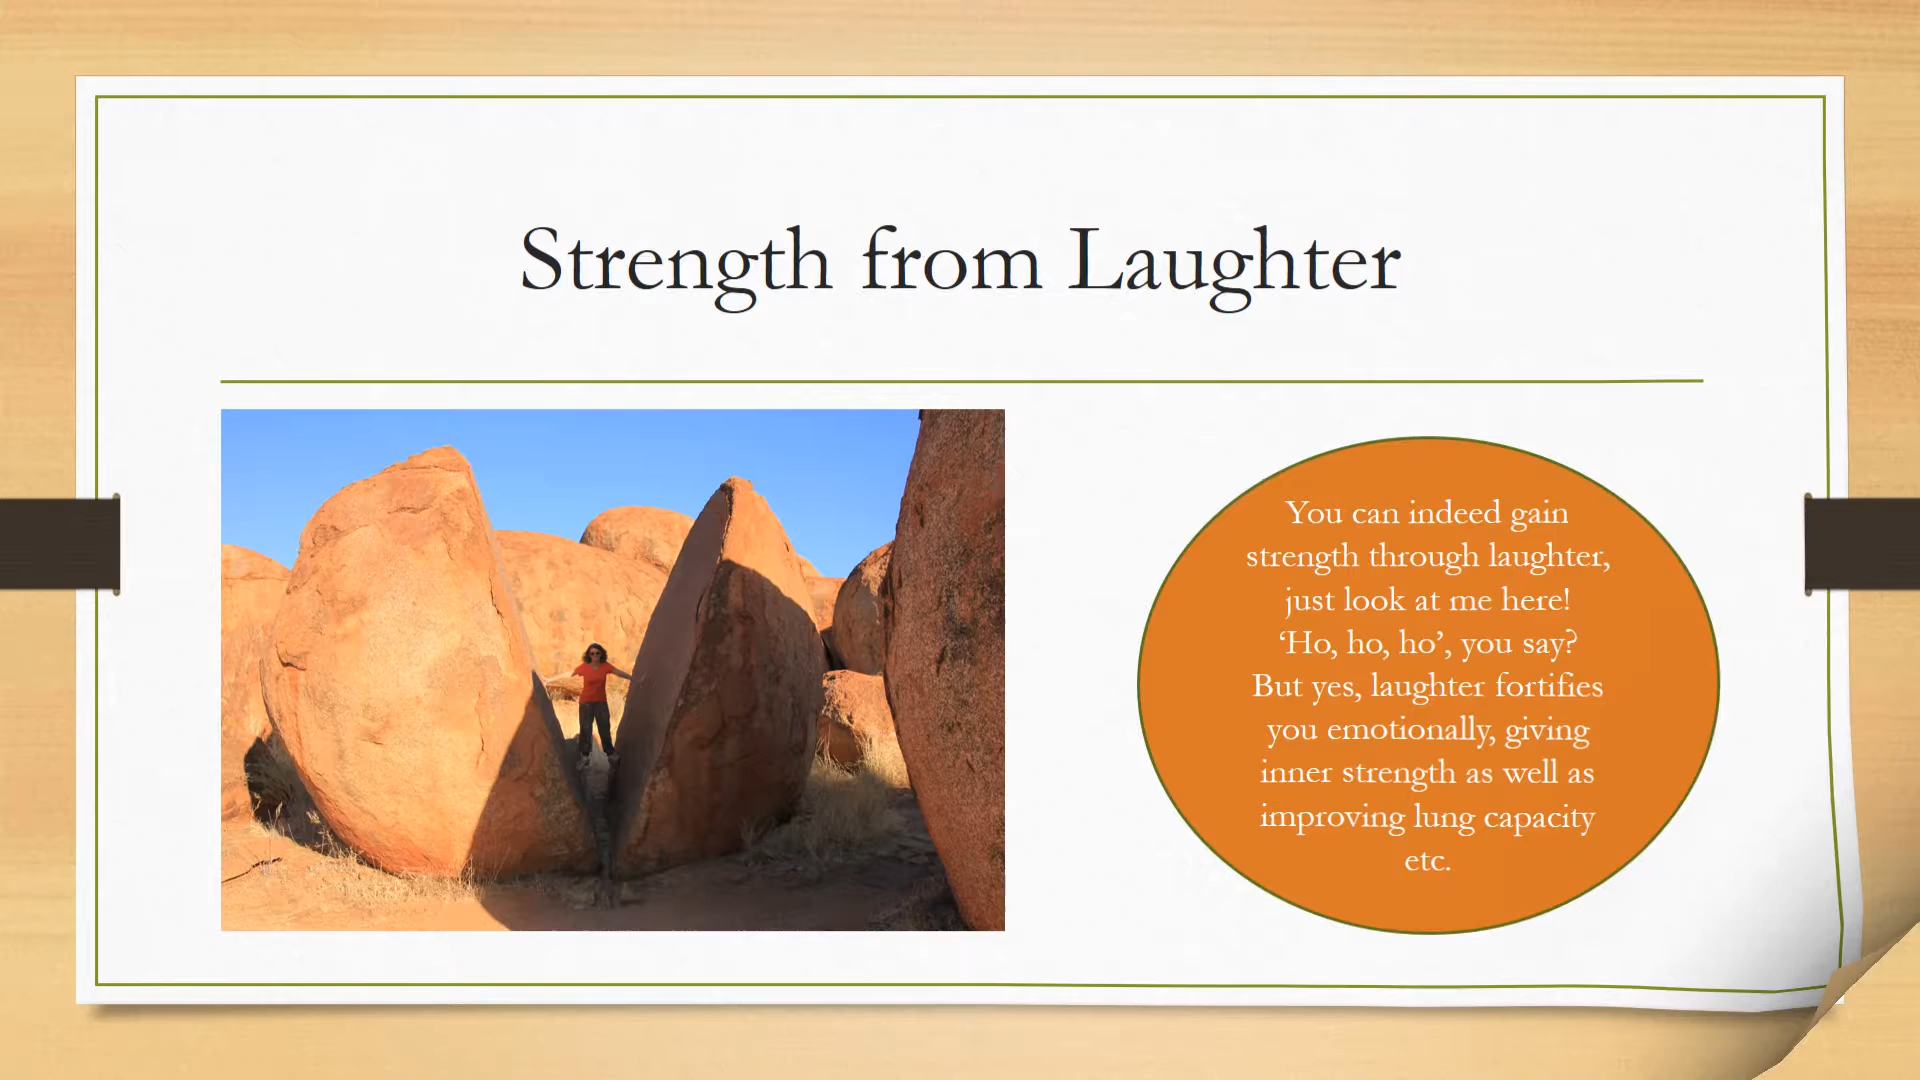 Strength from Laughter
You can indeed gain
strength through laughter,
just look at me here!
‘Ho, ho, ho’, you say?
But yes, laughter fortifies
you emotionally, giving
inner strength as well as
improving lung capacity
etc.